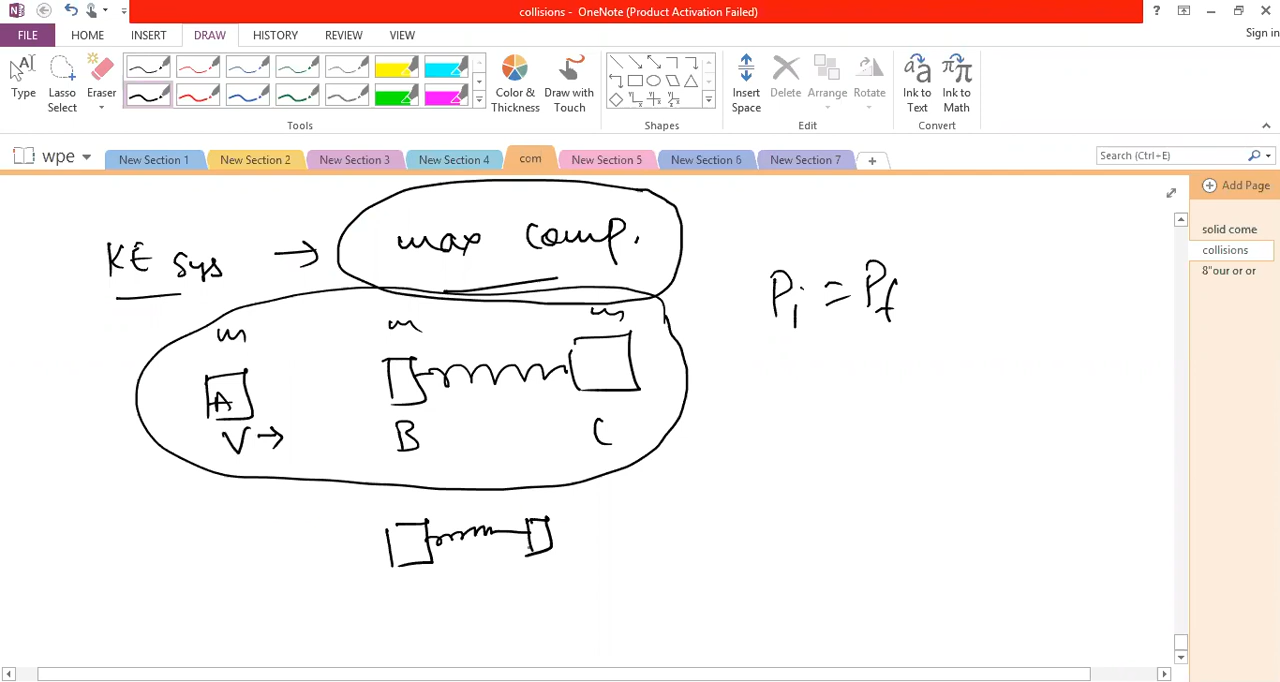 collisions - OneNote (Product Activation Failed)
?
FILE HOME INSERT DRAW HISTORY REVIEW VIEW
Sign in
Type Lasso Select Eraser
Color & Thickness Draw with Touch
Insert Space Delete Arrange Rotate Ink to Text Ink to Math
Tools Shapes Edit Convert
wpe New Section 1 New Section 2 New Section 3 New Section 4 com New Section 5 New Section 6 New Section 7
Search (Ctrl+E)
Add Page
solid come
collisions
8"our or or
KE sys → max comp.
Pi = Pf
m m m
A
V → B C